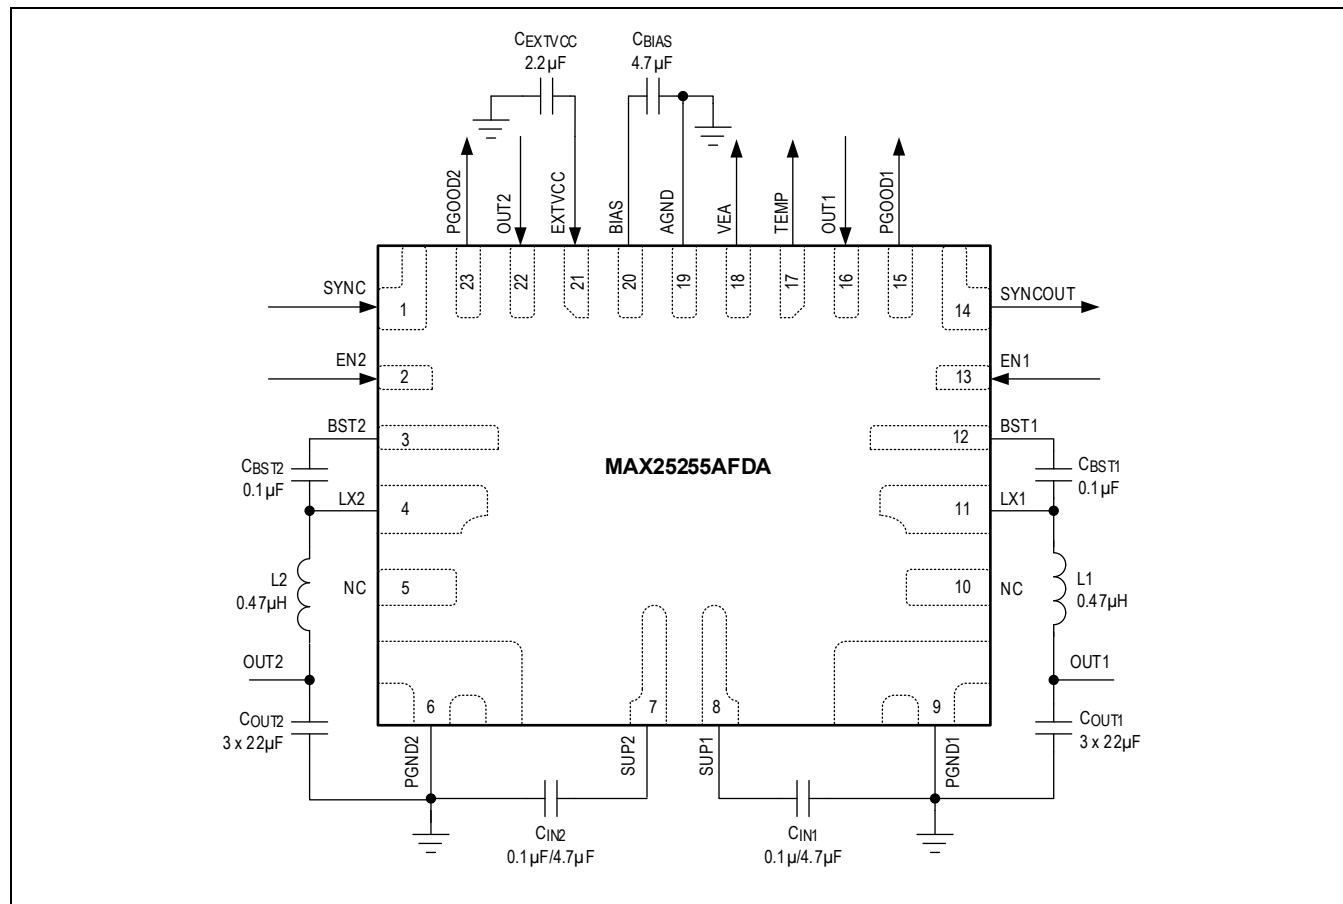 CEXTVCC
2.2µF
CBIAS
4.7µF
PGOOD2
OUT2
EXTVCC
BIAS
AGND
VEA
TEMP
OUT1
PGOOD1
SYNC
1
23
22
21
20
19
18
17
16
15
14
SYNCOUT
EN2
2
13
EN1
BST2
3
12
BST1
CBST2
0.1µF
MAX25255AFDA
CBST1
0.1µF
LX2
4
11
LX1
L2
0.47µH
NC
5
10
NC
L1
0.47µH
OUT2
OUT1
6
7
8
9
COUT2
3 x 22µF
COUT1
3 x 22µF
PGND2
SUP2
SUP1
PGND1
CIN2
0.1µF/4.7µF
CIN1
0.1µ/4.7µF